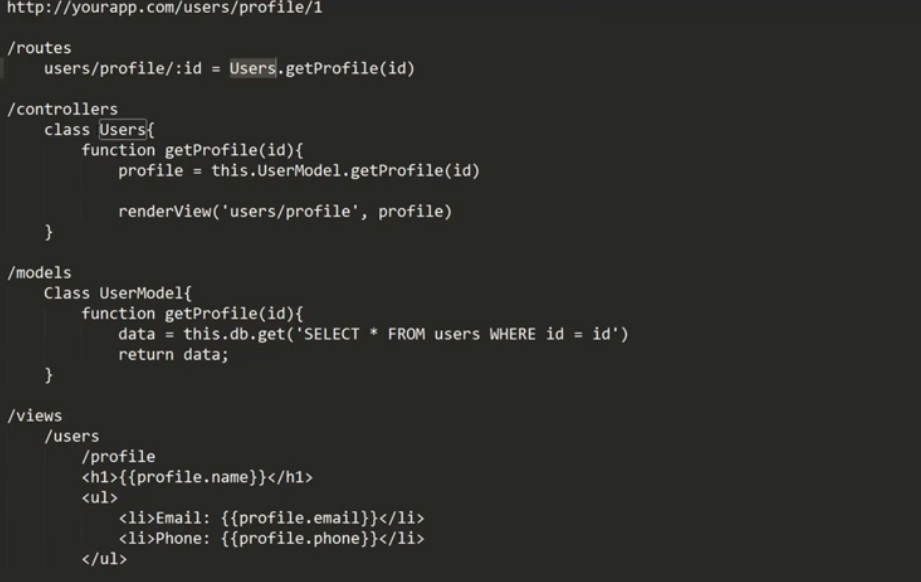 http://yourapp.com/users/profile/1
/routes
users/profile/:id = Users.getProfile(id)
/controllers
class Users{
function getProfile(id){
profile = this.UserModel.getProfile(id)
renderView('users/profile', profile)
}
/models
Class UserModel{
function getProfile(id){
data = this.db.get('SELECT * FROM users WHERE id = id')
return data;
}
/views
/users
/profile
<h1>{{profile.name}}</h1>
<ul>
<li>Email: {{profile.email}}</li>
<li>Phone: {{profile.phone}}</li>
</ul>